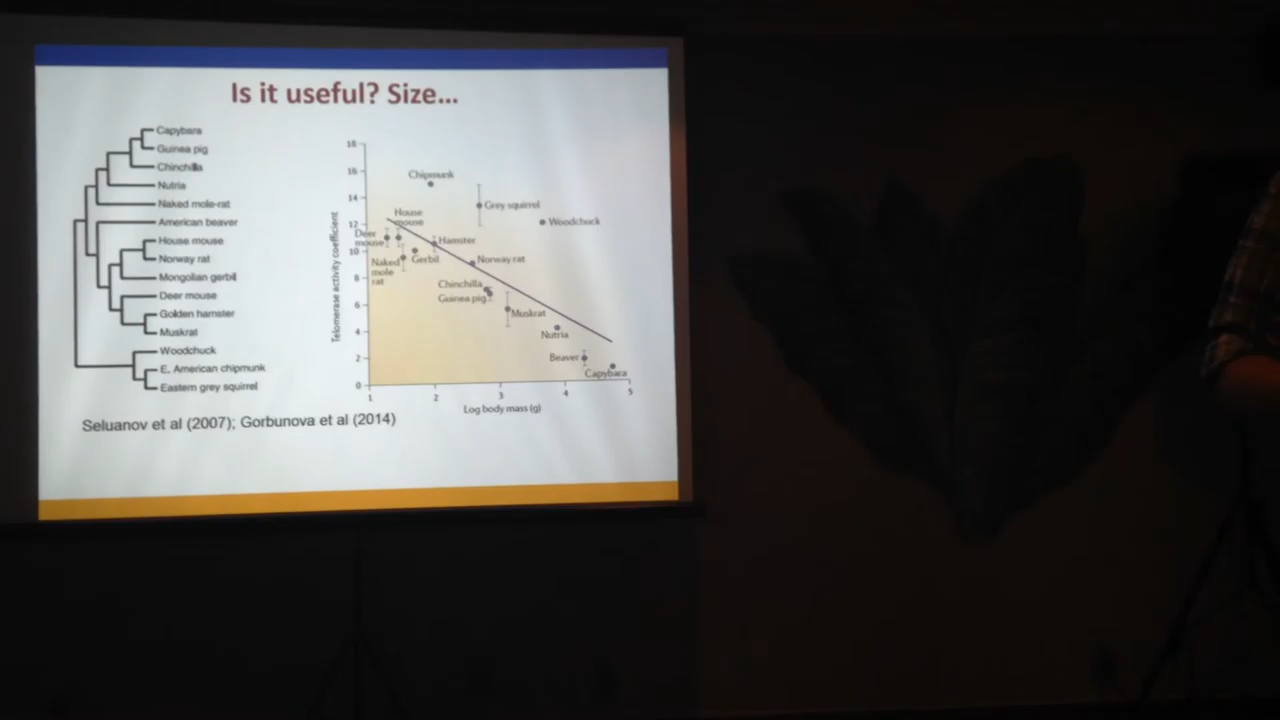 Is it useful? Size...
Capybara
Guinea pig
Chinchilla
Nutria
Naked mole-rat
American beaver
House mouse
Norway rat
Mongolian gerbil
Deer mouse
Golden hamster
Muskrat
Woodchuck
E. American chipmunk
Eastern grey squirrel
Telomerase activity coefficient
18
16
14
12
10
8
6
4
2
0
Chipmunk
Grey squirrel
Woodchuck
House
mouse
Deer
mouse
Hamster
Naked
mole
rat
Gerbil
Norway rat
Chinchilla
Guinea pig
Muskrat
Nutria
Beaver
Capybara
1
2
3
4
5
Log body mass (g)
Seluanov et al (2007); Gorbunova et al (2014)